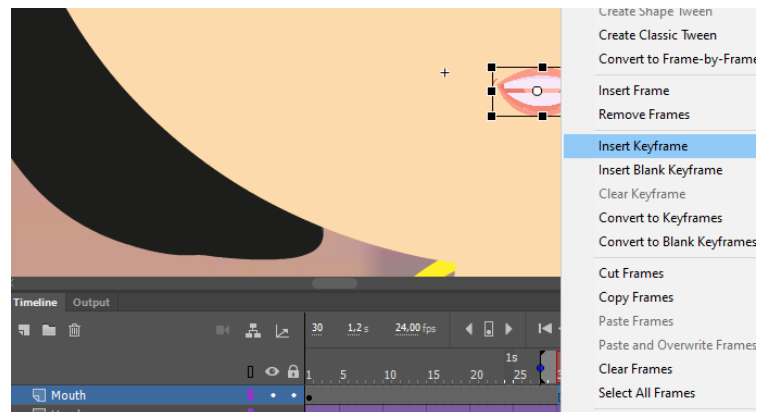 Create Shape Tween
Create Classic Tween
Convert to Frame-by-Frame
Insert Frame
Remove Frames
Insert Keyframe
Insert Blank Keyframe
Clear Keyframe
Convert to Keyframes
Convert to Blank Keyframes
Cut Frames
Copy Frames
Paste Frames
Paste and Overwrite Frames
Clear Frames
Select All Frames
Timeline Output
30 1,2 s 24,00 fps
1s
1 5 10 15 20 25
Mouth